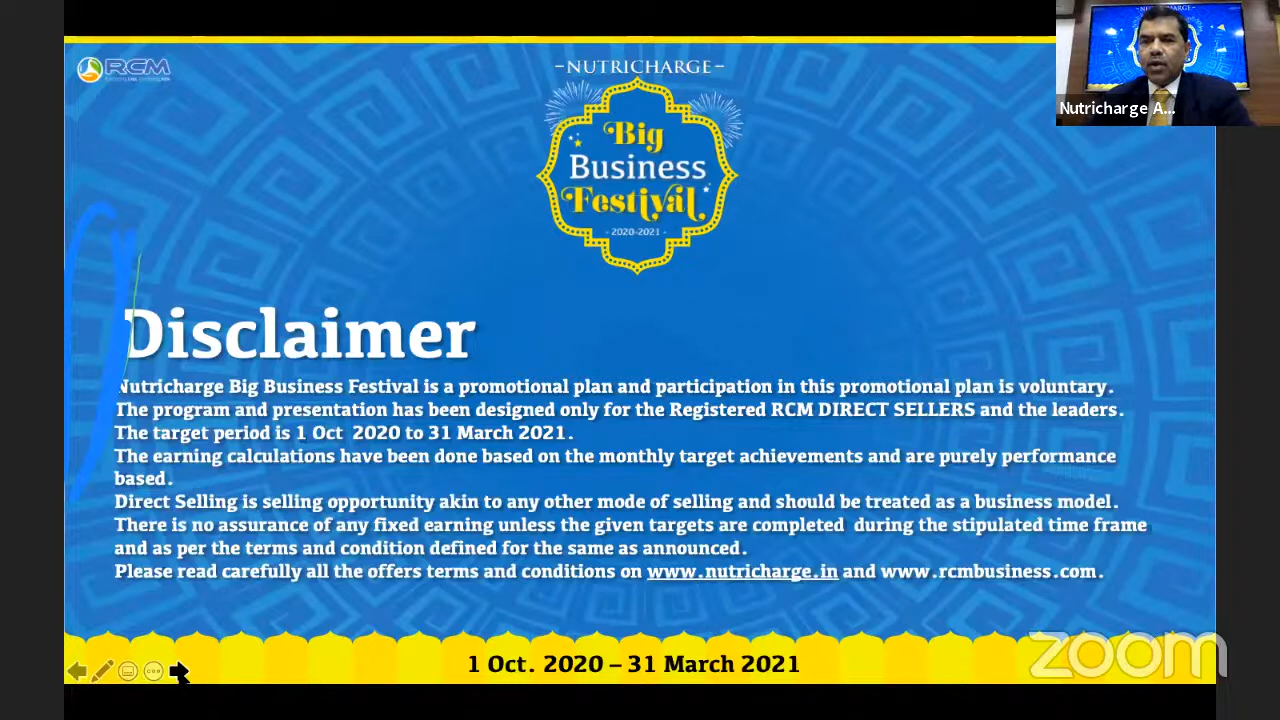 RCM
-NUTRICHARGE-
Big
Business
Festival
- 2020-2021 -
Nutricharge A...
Disclaimer
Nutricharge Big Business Festival is a promotional plan and participation in this promotional plan is voluntary.
The program and presentation has been designed only for the Registered RCM DIRECT SELLERS and the leaders.
The target period is 1 Oct 2020 to 31 March 2021.
The earning calculations have been done based on the monthly target achievements and are purely performance
based.
Direct Selling is selling opportunity akin to any other mode of selling and should be treated as a business model.
There is no assurance of any fixed earning unless the given targets are completed during the stipulated time frame
and as per the terms and condition defined for the same as announced.
Please read carefully all the offers terms and conditions on www.nutricharge.in and www.rcmbusiness.com.
1 Oct. 2020 – 31 March 2021
zoom